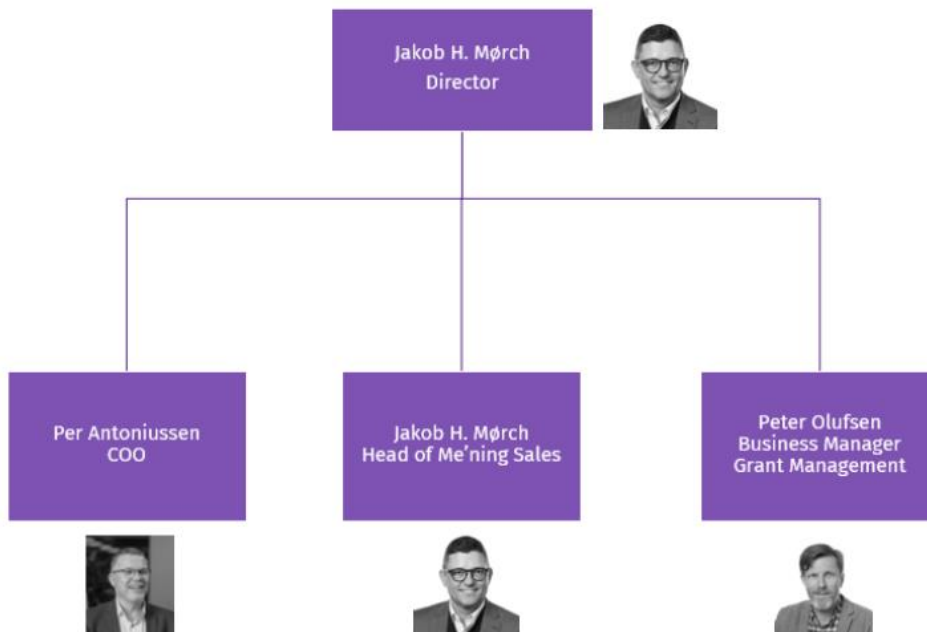 Jakob H. Mørch
Director
Per Antoniussen
COO
Jakob H. Mørch
Head of Me’ning Sales
Peter Olufsen
Business Manager
Grant Management